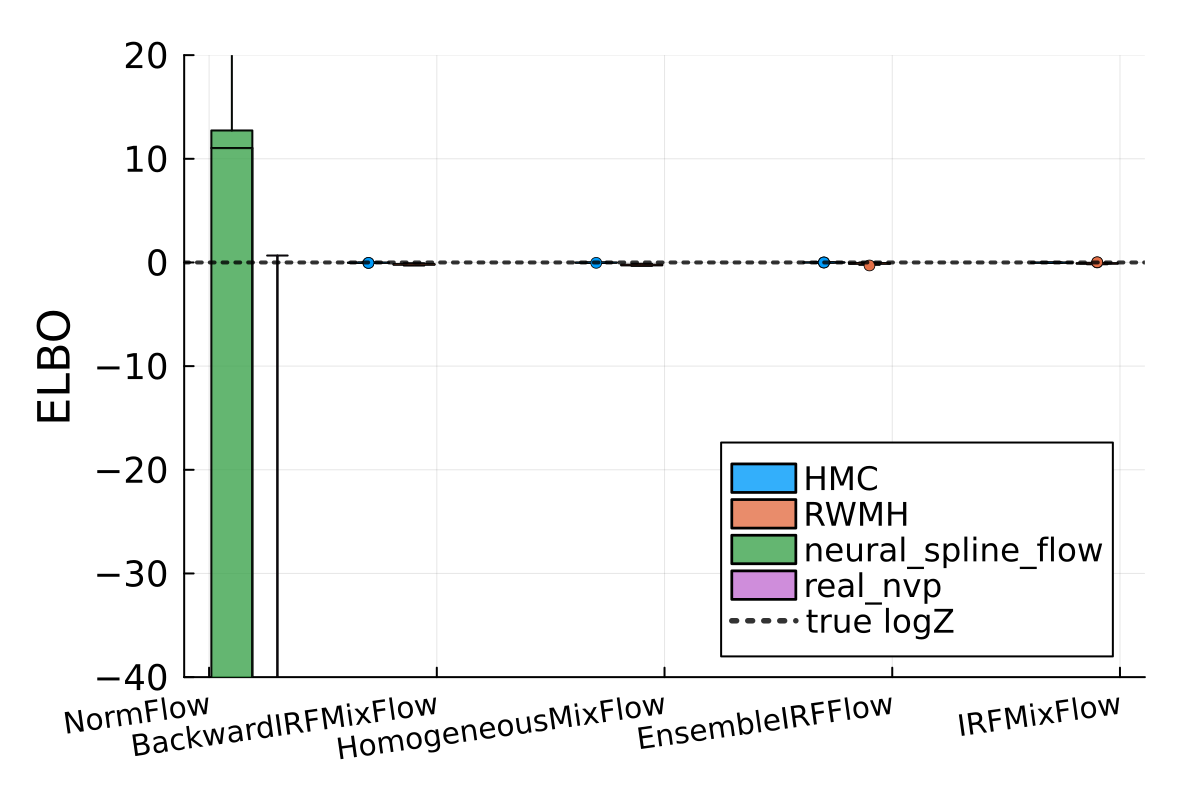 20
10
0
−10
−20
−30
−40
ELBO
HMC
RWMH
neural_spline_flow
real_nvp
true logZ
NormFlow
BackwardIRFMixFlow
HomogeneousMixFlow
EnsembleIRFFlow
IRFMixFlow